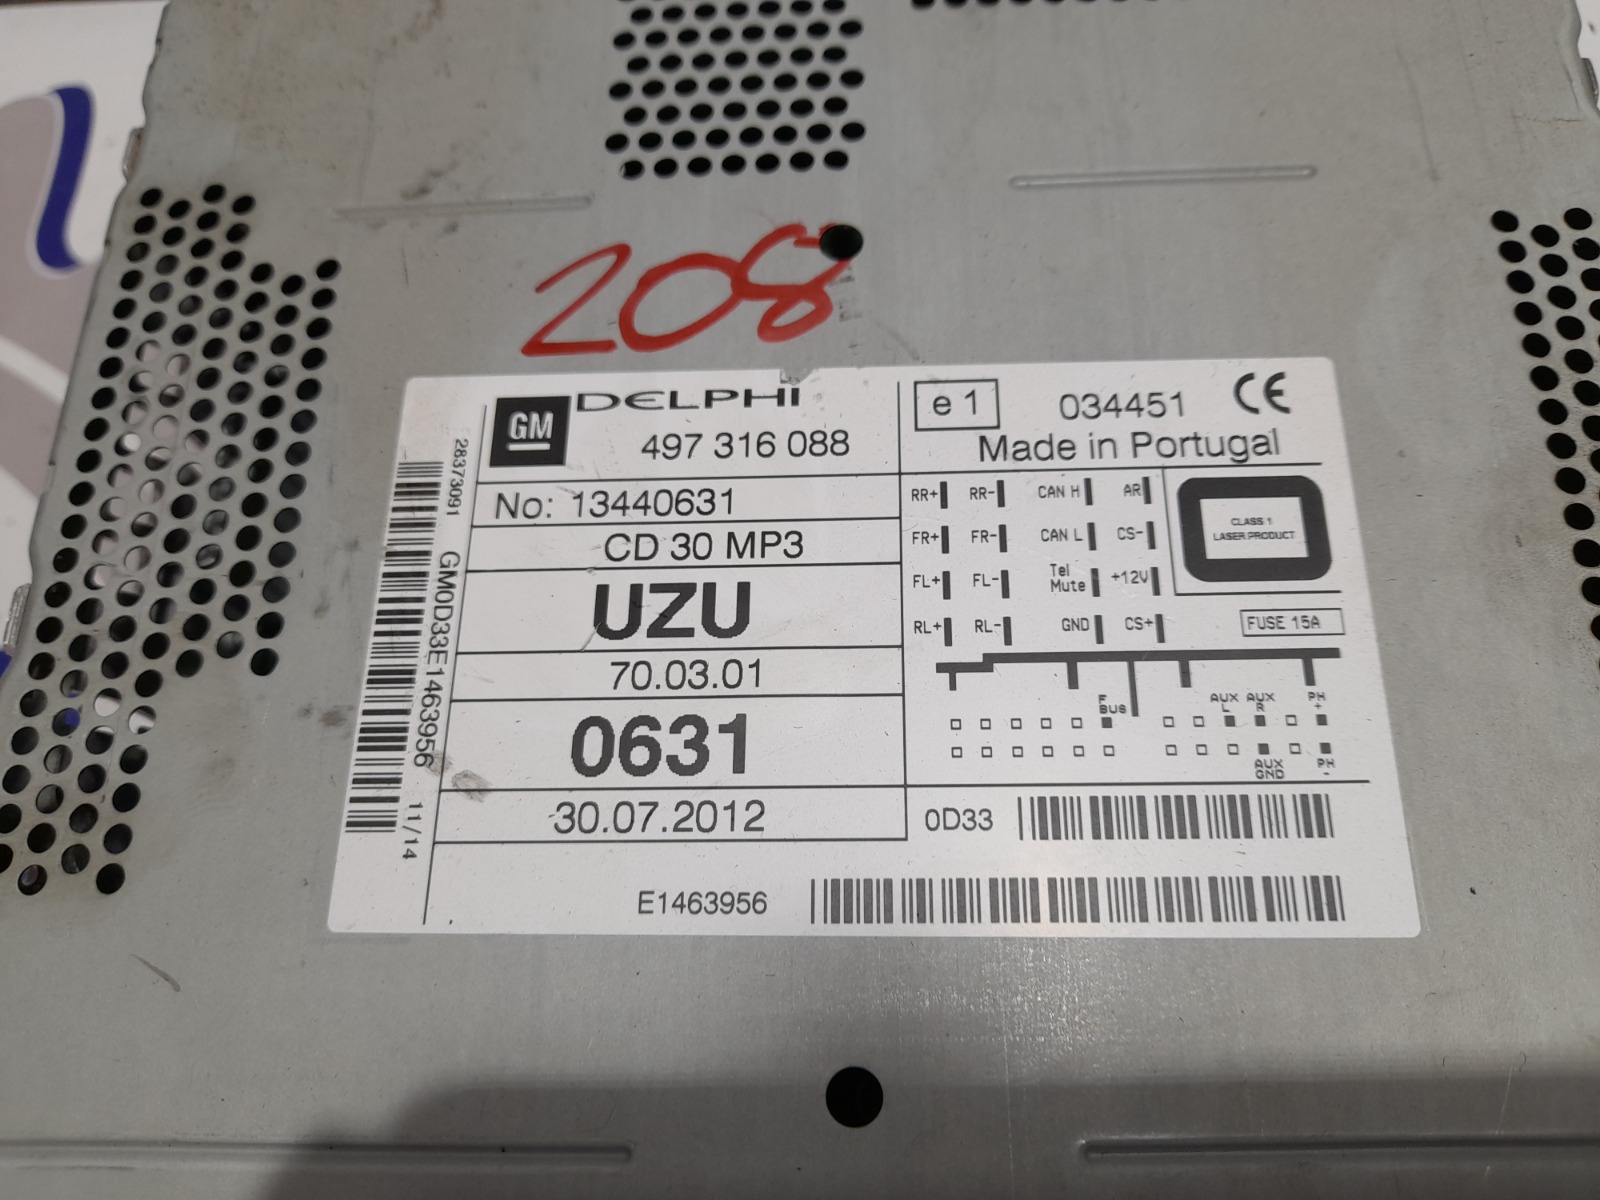 208
GM DELPHI
497 316 088
No: 13440631
CD 30 MP3
UZU
70.03.01
0631
30.07.2012
E1463956
28373091
GM0D33E1463956
11/14
e1 034451 CE
Made in Portugal
RR+ RR- CAN H AR
FR+ FR- CAN L CS-
FL+ FL- Tel Mute +12V
RL+ RL- GND CS+
CLASS 1
LASER PRODUCT
FUSE 15A
F BUS AUX L AUX R PH +
AUX GND PH -
0D33